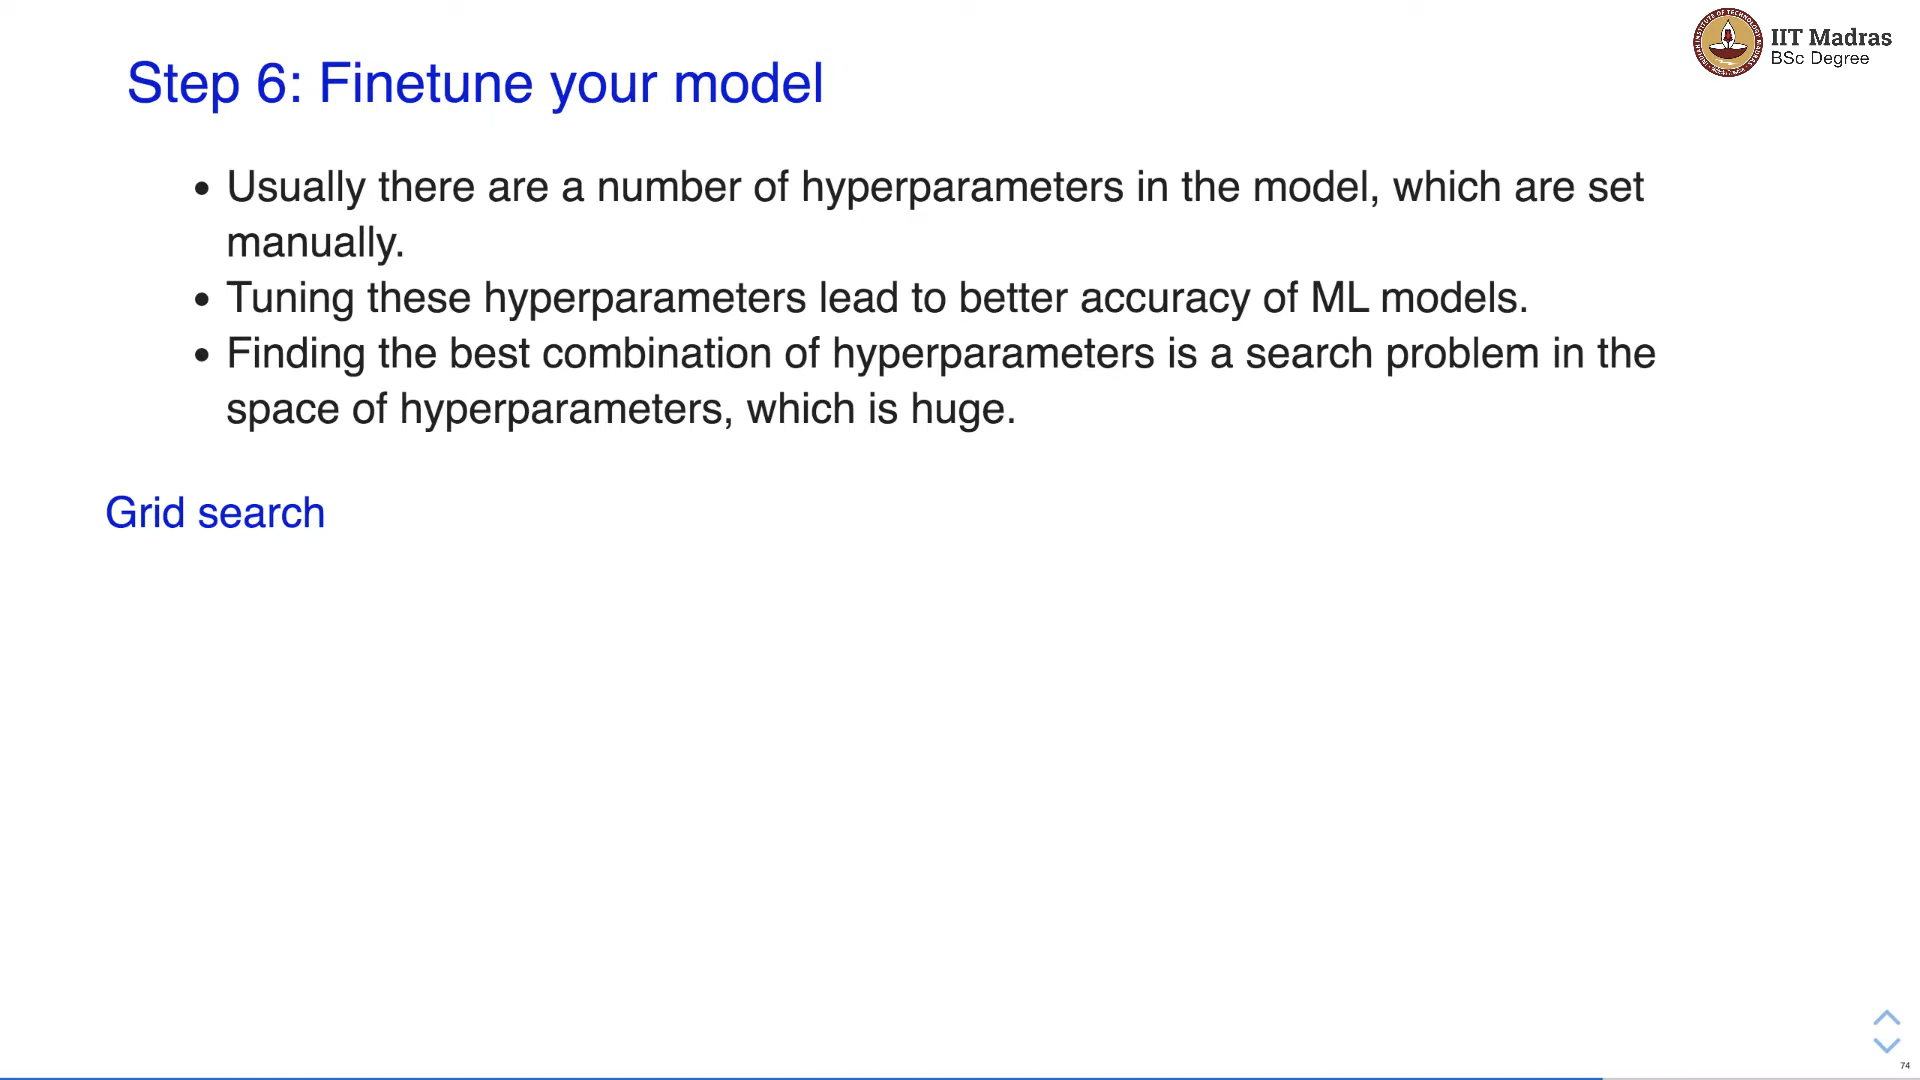 IIT Madras
BSc Degree
Step 6: Finetune your model
• Usually there are a number of hyperparameters in the model, which are set
manually.
• Tuning these hyperparameters lead to better accuracy of ML models.
• Finding the best combination of hyperparameters is a search problem in the
space of hyperparameters, which is huge.
Grid search
74